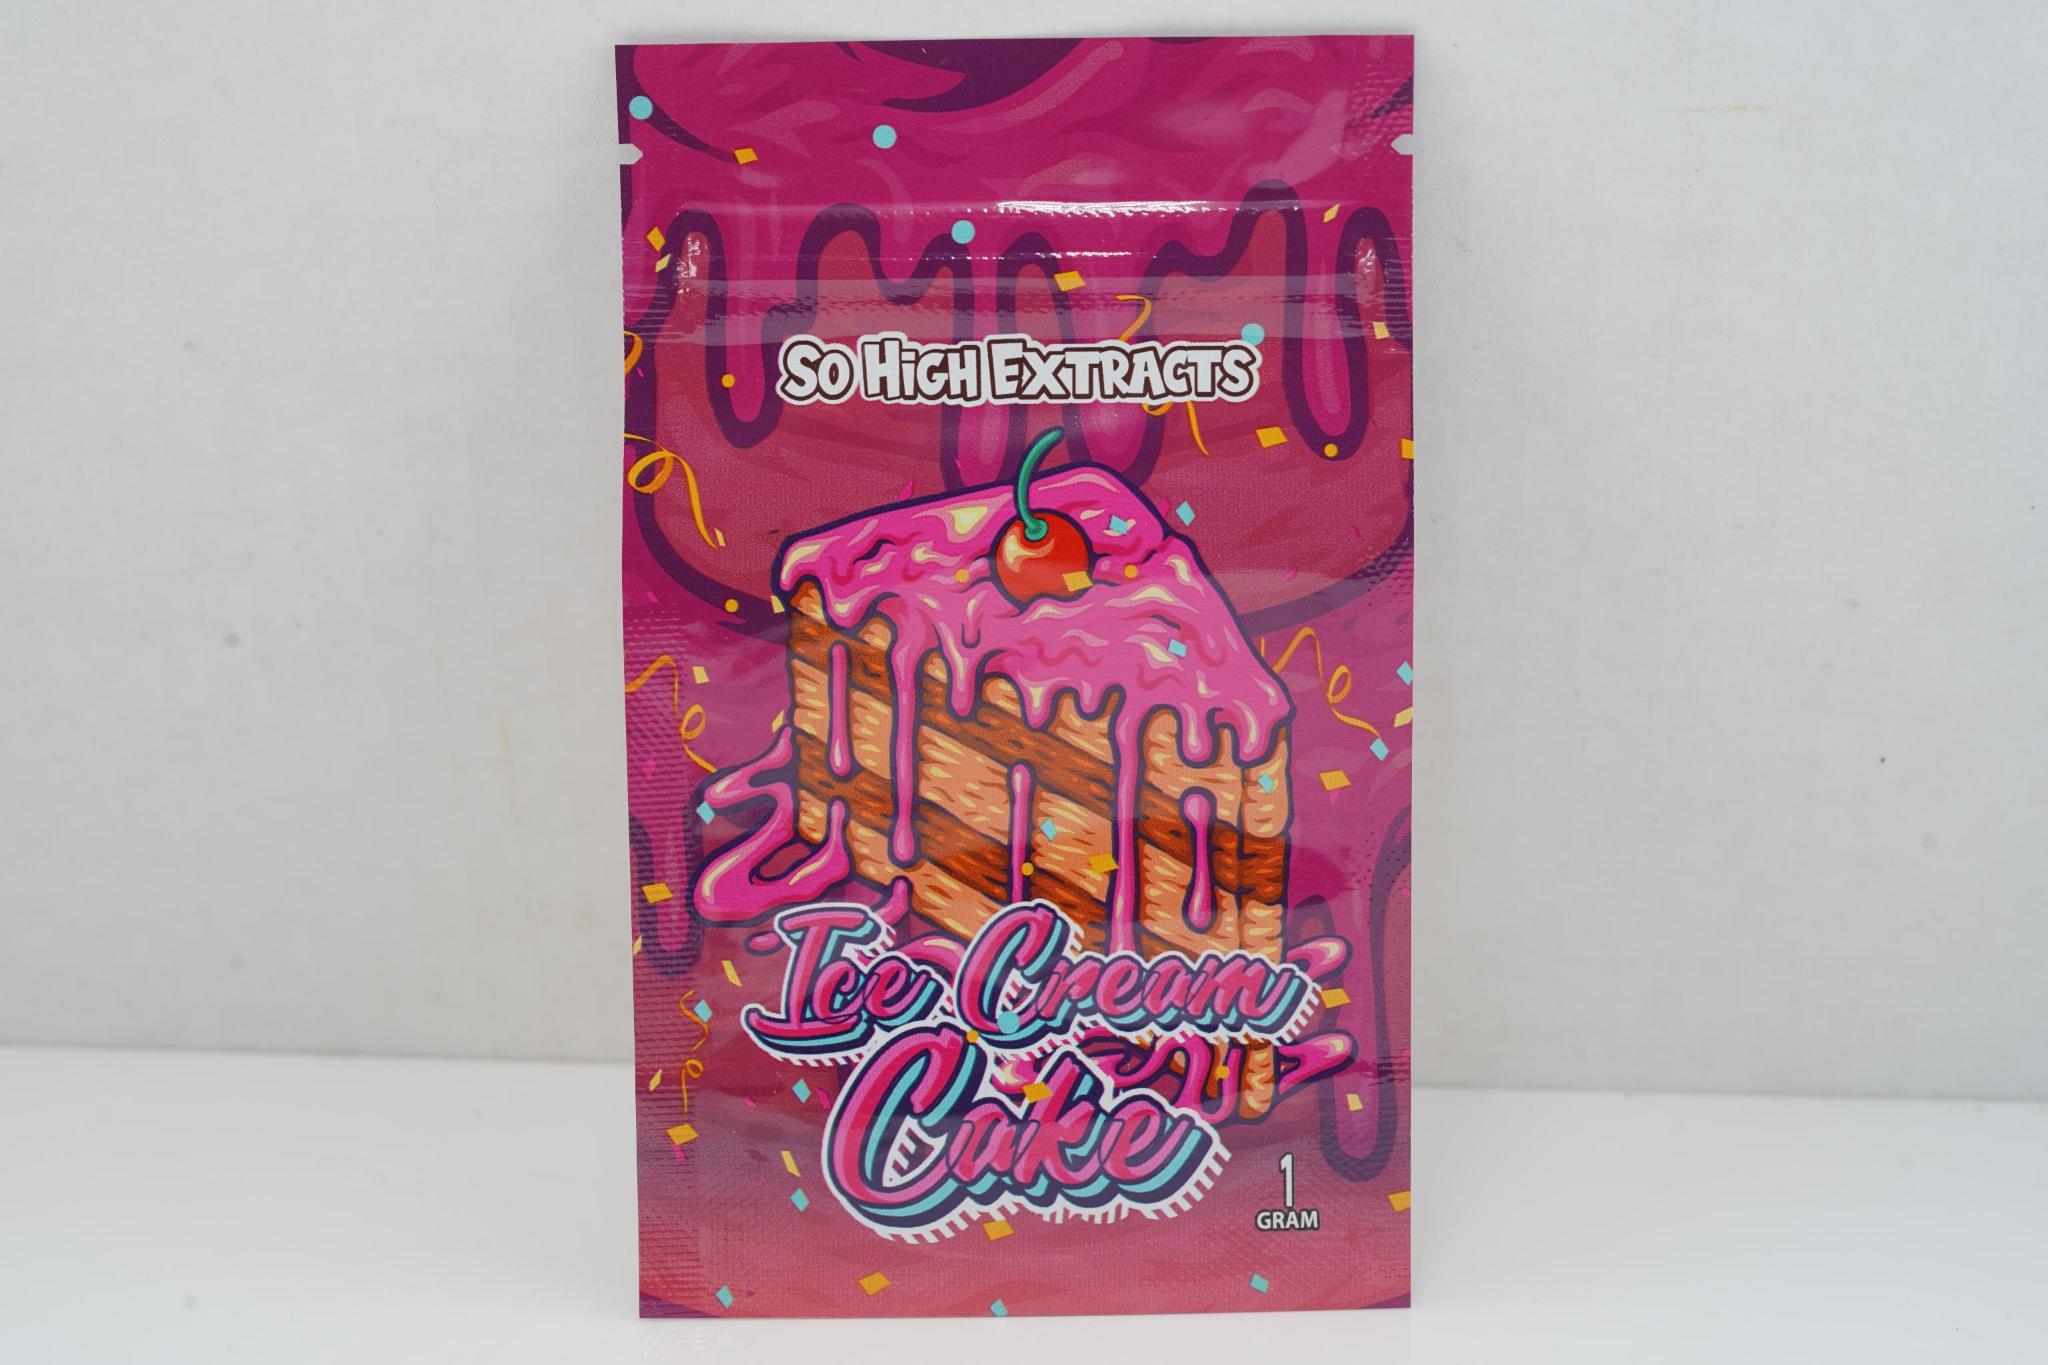 So High Extracts
Ice Cream
Cake
1
GRAM